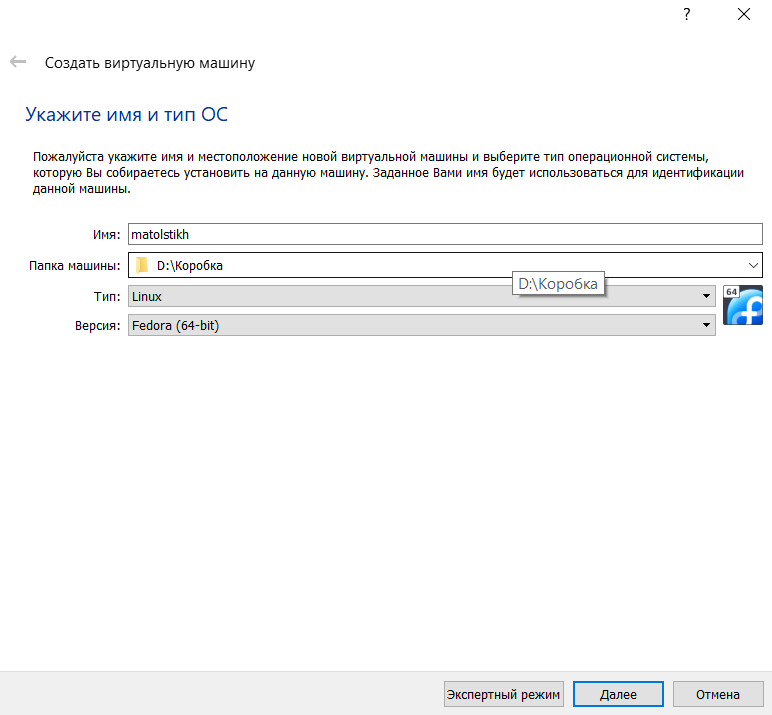 ?
Создать виртуальную машину
Укажите имя и тип ОС
Пожалуйста укажите имя и местоположение новой виртуальной машины и выберите тип операционной системы,
которую Вы собираетесь установить на данную машину. Заданное Вами имя будет использоваться для идентификации
данной машины.
Имя: matolstikh
Папка машины: D:\Коробка
D:\Коробка
Тип: Linux
64
Версия: Fedora (64-bit)
Экспертный режим Далее Отмена